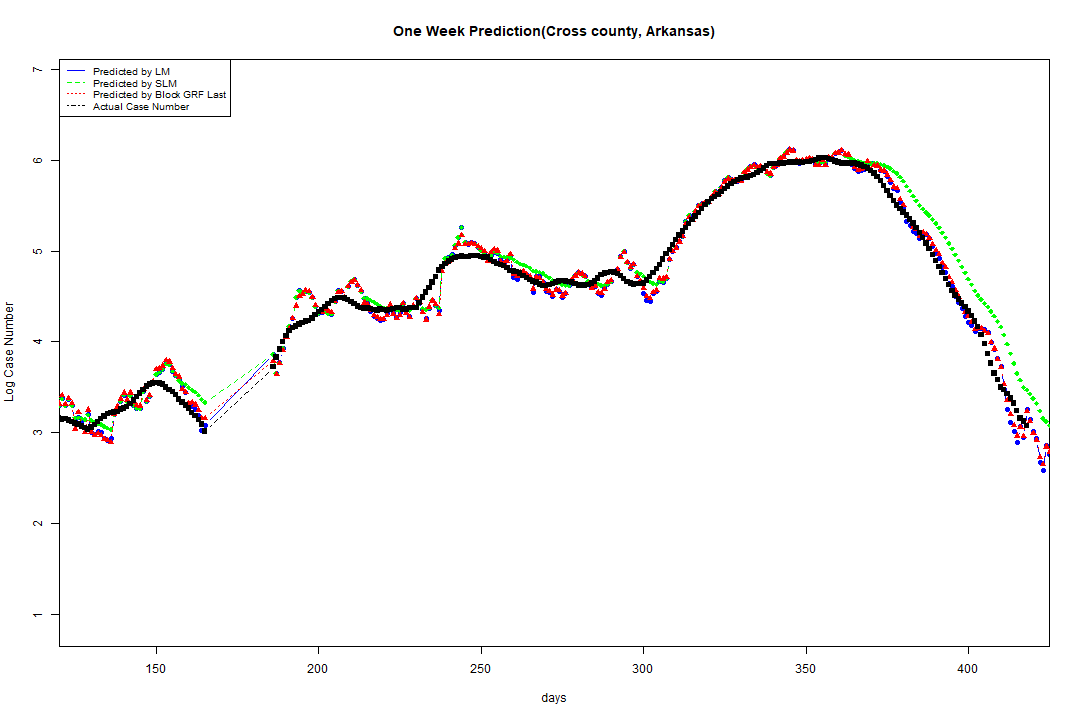 One Week Prediction(Cross county, Arkansas)
Predicted by LM
Predicted by SLM
Predicted by Block GRF Last
Actual Case Number
7
6
5
4
3
2
1
Log Case Number
150 200 250 300 350 400
days